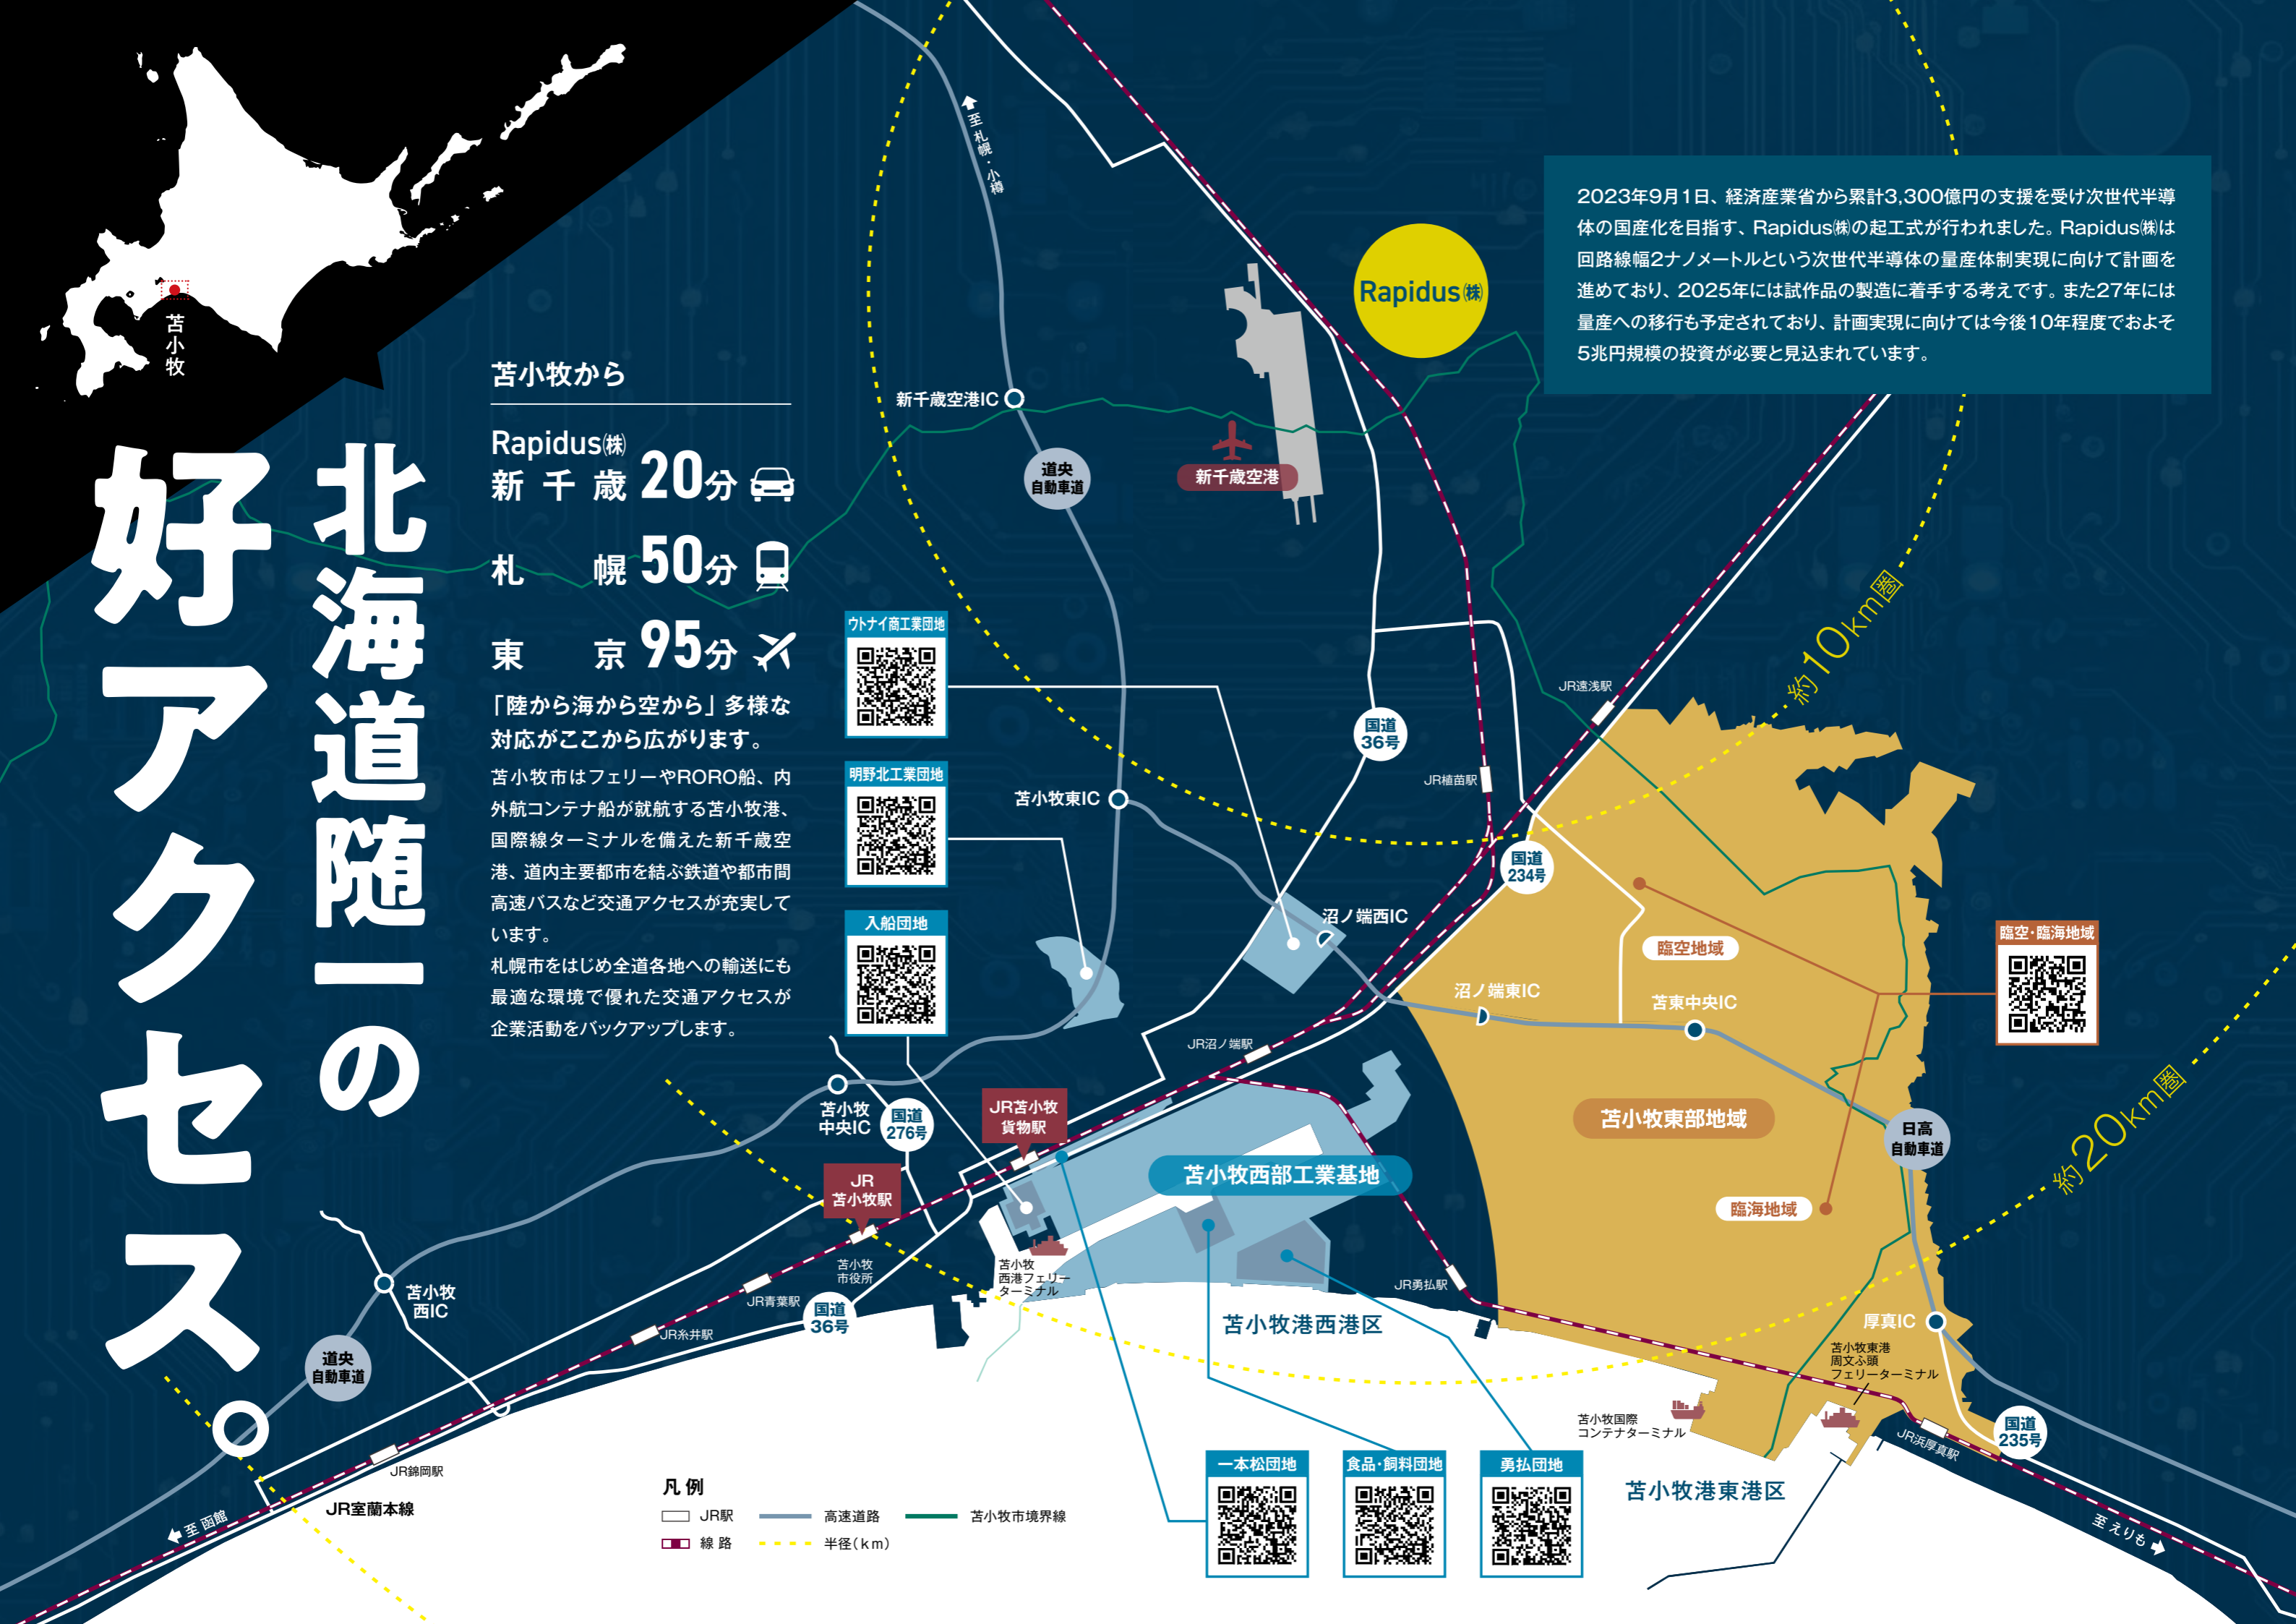 苫小牧
北海道随一の
好アクセス。
苫小牧から
Rapidus㈱
新千歳 20分
札幌 50分
東京 95分
「陸から海から空から」多様な
対応がここから広がります。
苫小牧市はフェリーやRORO船、内
外航コンテナ船が就航する苫小牧港、
国際線ターミナルを備えた新千歳空
港、道内主要都市を結ぶ鉄道や都市間
高速バスなど交通アクセスが充実して
います。
札幌市をはじめ全道各地への輸送にも
最適な環境で優れた交通アクセスが
企業活動をバックアップします。
2023年9月1日、経済産業省から累計3,300億円の支援を受け次世代半導
体の国産化を目指す、Rapidus㈱の起工式が行われました。Rapidus㈱は
回路線幅2ナノメートルという次世代半導体の量産体制実現に向けて計画を
進めており、2025年には試作品の製造に着手する考えです。また27年には
量産への移行も予定されており、計画実現に向けては今後10年程度でおよそ
5兆円規模の投資が必要と見込まれています。
至 札幌・小樽
Rapidus㈱
新千歳空港IC
道央
自動車道
新千歳空港
ウトナイ商工業団地
明野北工業団地
入船団地
苫小牧東IC
国道
36号
JR植苗駅
JR遠浅駅
約10km圏
国道
234号
沼ノ端西IC
沼ノ端東IC
臨空地域
苫東中央IC
臨空・臨海地域
JR沼ノ端駅
苫小牧
中央IC
国道
276号
JR苫小牧
貨物駅
JR
苫小牧駅
苫小牧西部工業基地
苫小牧東部地域
日高
自動車道
約20km圏
臨海地域
苫小牧
市役所
苫小牧
西港フェリー
ターミナル
苫小牧
西IC
JR青葉駅
国道
36号
JR糸井駅
JR勇払駅
苫小牧港西港区
厚真IC
苫小牧東港
周文ふ頭
フェリーターミナル
道央
自動車道
苫小牧国際
コンテナターミナル
国道
235号
JR浜厚真駅
JR錦岡駅
JR室蘭本線
至 函館
苫小牧港東港区
至 えりも
一本松団地
食品・飼料団地
勇払団地
凡例
JR駅
高速道路
苫小牧市境界線
線路
半径(km)